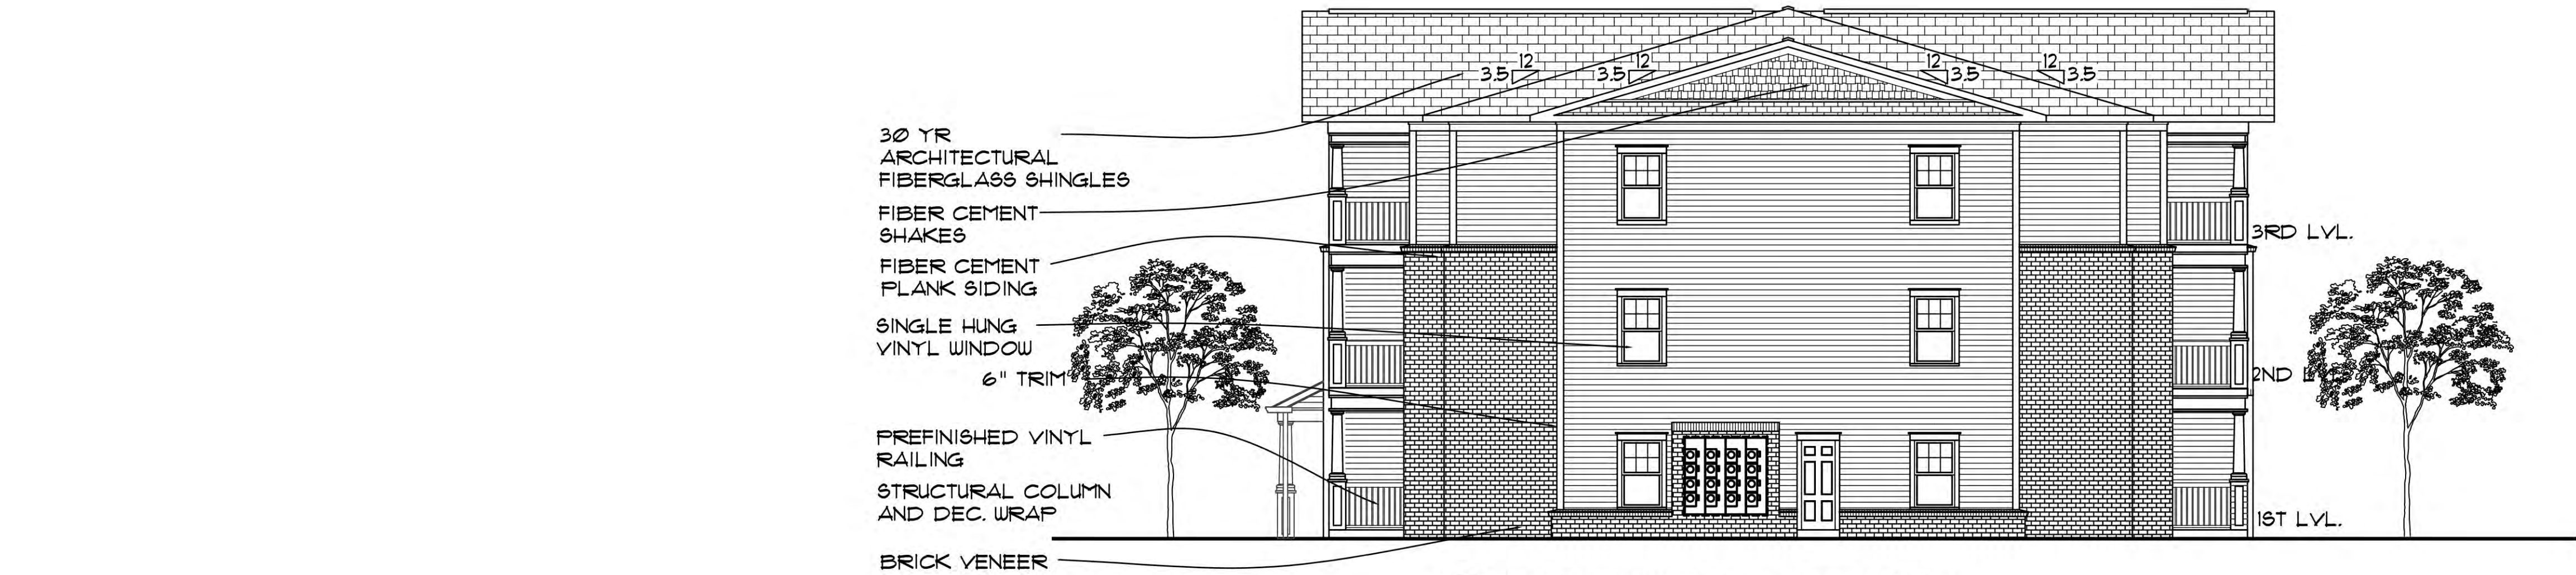 12
12
12
12
3.5
3.5
3.5
3.5
30 YR
ARCHITECTURAL
FIBERGLASS SHINGLES
FIBER CEMENT
SHAKES
3RD LVL.
FIBER CEMENT
PLANK SIDING
SINGLE HUNG
VINYL WINDOW
6" TRIM
2ND
PREFINISHED VINYL
RAILING
STRUCTURAL COLUMN
AND DEC. WRAP
1ST LVL.
BRICK VENEER